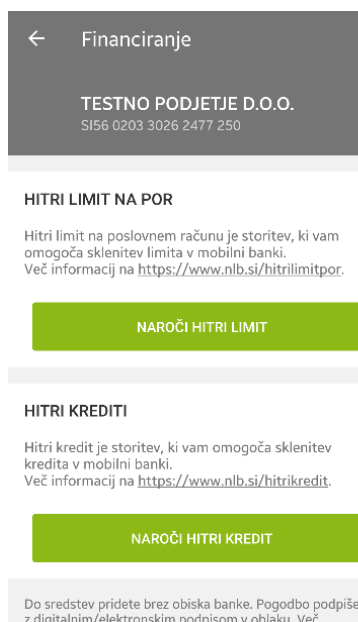 Financiranje
TESTNO PODJETJE D.O.O.
SI56 0203 3026 2477 250
HITRI LIMIT NA POR
Hitri limit na poslovnem računu je storitev, ki vam
omogoča sklenitev limita v mobilni banki.
Več informacij na https://www.nlb.si/hitrilimitpor.
NAROČI HITRI LIMIT
HITRI KREDITI
Hitri kredit je storitev, ki vam omogoča sklenitev
kredita v mobilni banki.
Več informacij na https://www.nlb.si/hitrikredit.
NAROČI HITRI KREDIT
Do sredstev pridete brez obiska banke. Pogodbo podpiše
z digitalnim/elektronskim podpisom v oblaku. Več